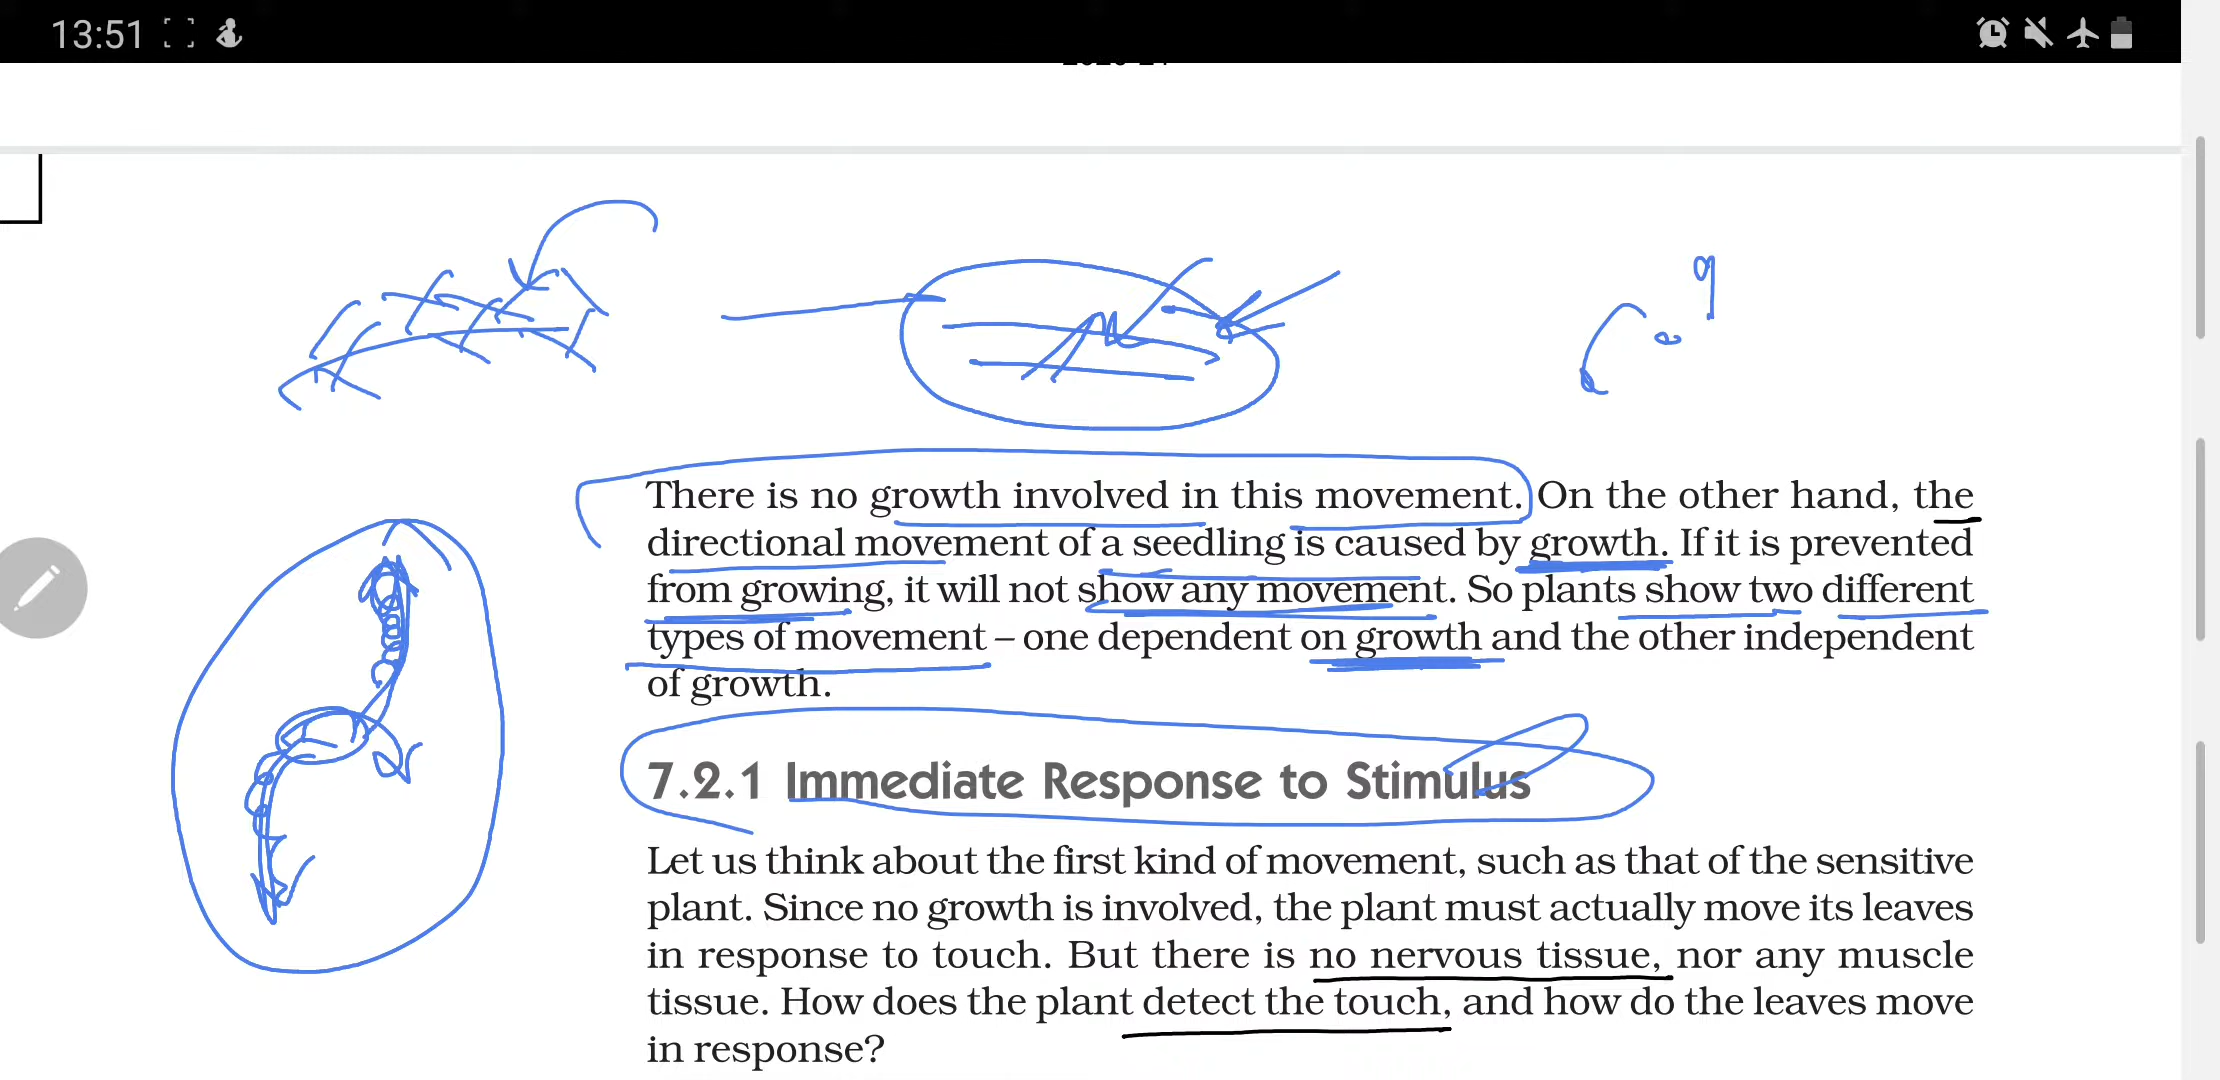 13:51
There is no growth involved in this movement. On the other hand, the
directional movement of a seedling is caused by growth. If it is prevented
from growing, it will not show any movement. So plants show two different
types of movement – one dependent on growth and the other independent
of growth.
7.2.1 Immediate Response to Stimulus
Let us think about the first kind of movement, such as that of the sensitive
plant. Since no growth is involved, the plant must actually move its leaves
in response to touch. But there is no nervous tissue, nor any muscle
tissue. How does the plant detect the touch, and how do the leaves move
in response?